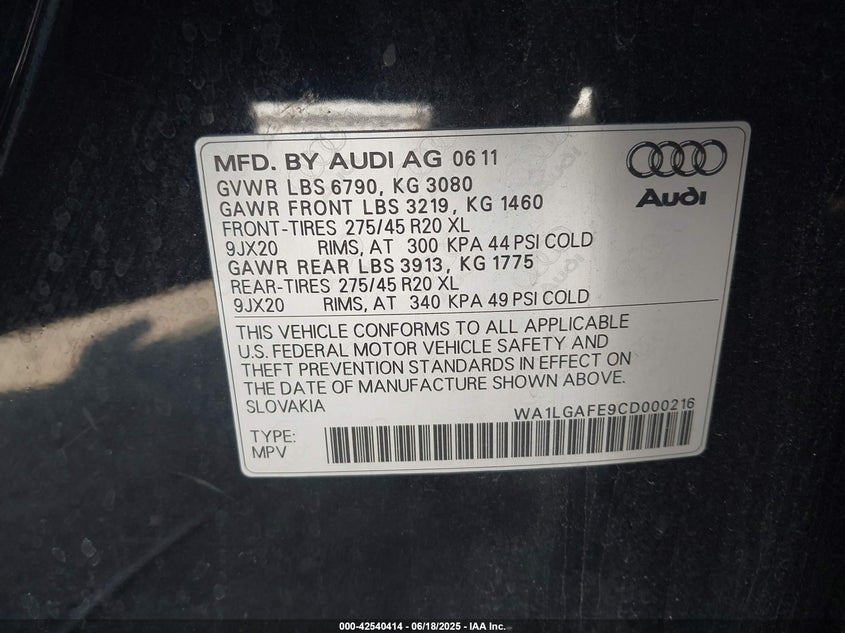 MFD. BY AUDI AG 06 11
GVWR LBS 6790, KG 3080
GAWR FRONT LBS 3219, KG 1460
FRONT-TIRES 275/45 R20 XL
9JX20 RIMS, AT 300 KPA 44 PSI COLD
GAWR REAR LBS 3913, KG 1775
REAR-TIRES 275/45 R20 XL
9JX20 RIMS, AT 340 KPA 49 PSI COLD
Audi
THIS VEHICLE CONFORMS TO ALL APPLICABLE
U.S. FEDERAL MOTOR VEHICLE SAFETY AND
THEFT PREVENTION STANDARDS IN EFFECT ON
THE DATE OF MANUFACTURE SHOWN ABOVE.
SLOVAKIA
WA1LGAFE9CD000216
TYPE:
MPV
000-42540414 - 06/18/2025 - IAA Inc.